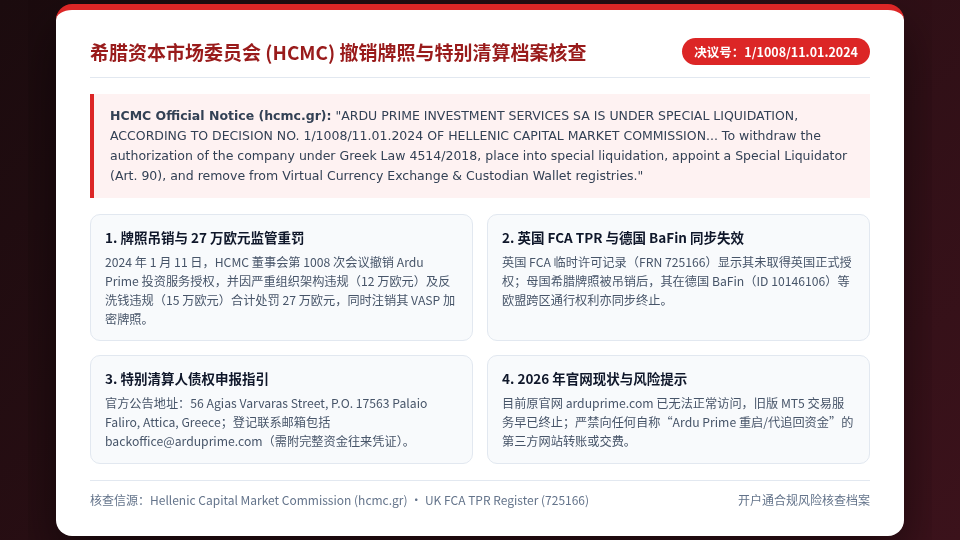 希腊资本市场委员会 (HCMC) 撤销牌照与特别清算档案核查
决议号：1/1008/11.01.2024
HCMC Official Notice (hcmc.gr): "ARDU PRIME INVESTMENT SERVICES SA IS UNDER SPECIAL LIQUIDATION,
ACCORDING TO DECISION NO. 1/1008/11.01.2024 OF HELLENIC CAPITAL MARKET COMMISSION... To withdraw the
authorization of the company under Greek Law 4514/2018, place into special liquidation, appoint a Special Liquidator
(Art. 90), and remove from Virtual Currency Exchange & Custodian Wallet registries."
1. 牌照吊销与 27 万欧元监管重罚
2024 年 1 月 11 日，HCMC 董事会第 1008 次会议撤销 Ardu
Prime 投资服务授权，并因严重组织架构违规（12 万欧元）及反
洗钱违规（15 万欧元）合计处罚 27 万欧元，同时注销其 VASP 加
密牌照。
2. 英国 FCA TPR 与德国 BaFin 同步失效
英国 FCA 临时许可记录（FRN 725166）显示其未取得英国正式授
权；母国希腊牌照被吊销后，其在德国 BaFin（ID 10146106）等
欧盟跨区通行权利亦同步终止。
3. 特别清算人债权申报指引
官方公告地址：56 Agias Varvaras Street, P.O. 17563 Palaio
Faliro, Attica, Greece；登记联系邮箱包括
backoffice@arduprime.com（需附完整资金往来凭证）。
4. 2026 年官网现状与风险提示
目前原官网 arduprime.com 已无法正常访问，旧版 MT5 交易服
务早已终止；严禁向任何自称“Ardu Prime 重启/代追回资金”的
第三方网站转账或交费。
核查信源：Hellenic Capital Market Commission (hcmc.gr) · UK FCA TPR Register (725166)
开户通合规风险核查档案